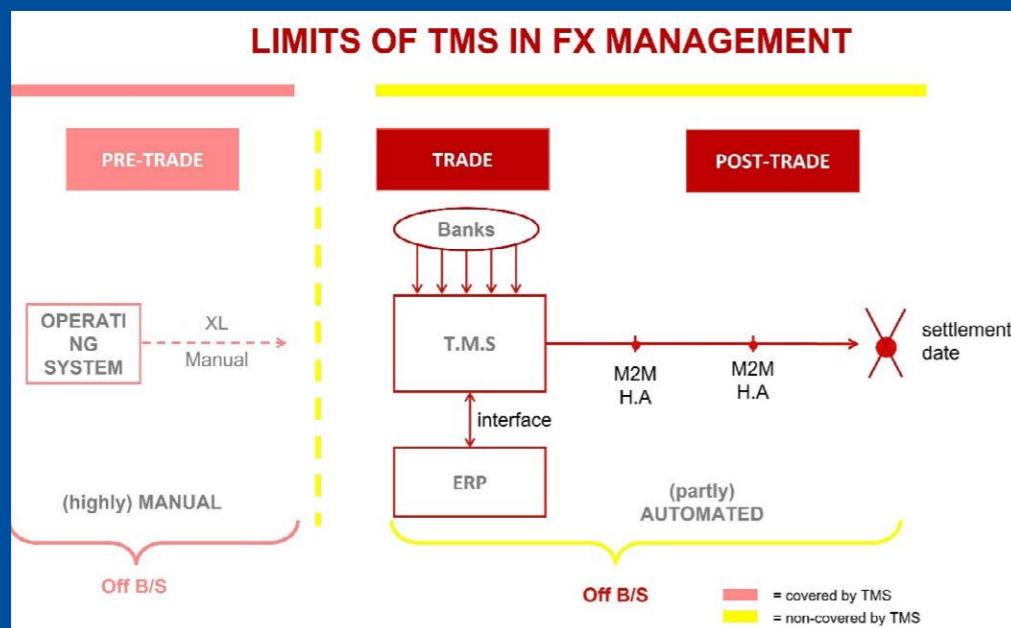 LIMITS OF TMS IN FX MANAGEMENT
PRE-TRADE
TRADE
POST-TRADE
Banks
OPERATI
NG
SYSTEM
XL
Manual
T.M.S
M2M
H.A
M2M
H.A
settlement
date
interface
ERP
(highly) MANUAL
(partly)
AUTOMATED
Off B/S
Off B/S
= covered by TMS
= non-covered by TMS